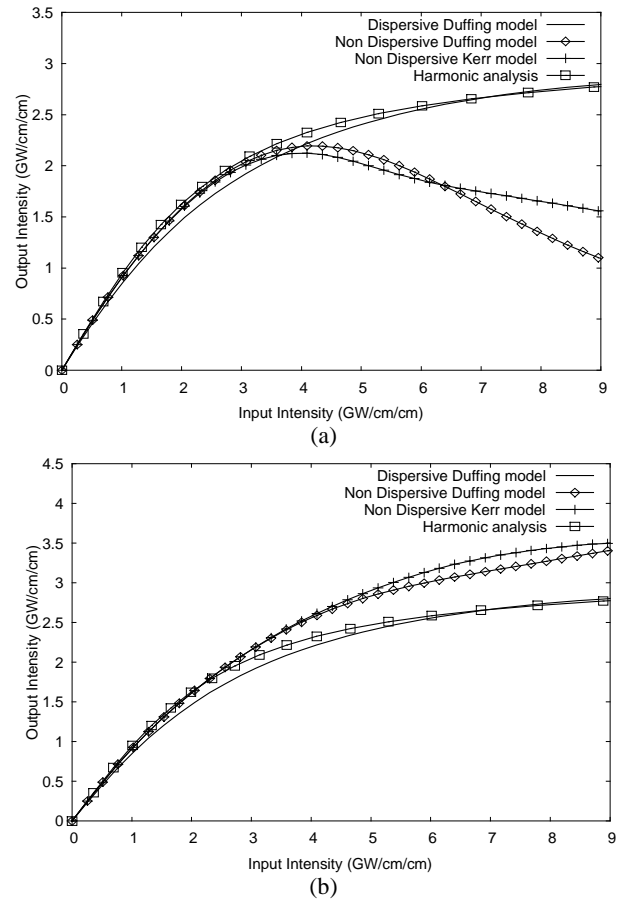 3.5
3
2.5
2
1.5
1
0.5
0
Output Intensity (GW/cm/cm)
Dispersive Duffing model
Non Dispersive Duffing model
Non Dispersive Kerr model
Harmonic analysis
0 1 2 3 4 5 6 7 8 9
Input Intensity (GW/cm/cm)
(a)
4.5
4
3.5
3
2.5
2
1.5
1
0.5
0
Output Intensity (GW/cm/cm)
Dispersive Duffing model
Non Dispersive Duffing model
Non Dispersive Kerr model
Harmonic analysis
0 1 2 3 4 5 6 7 8 9
Input Intensity (GW/cm/cm)
(b)